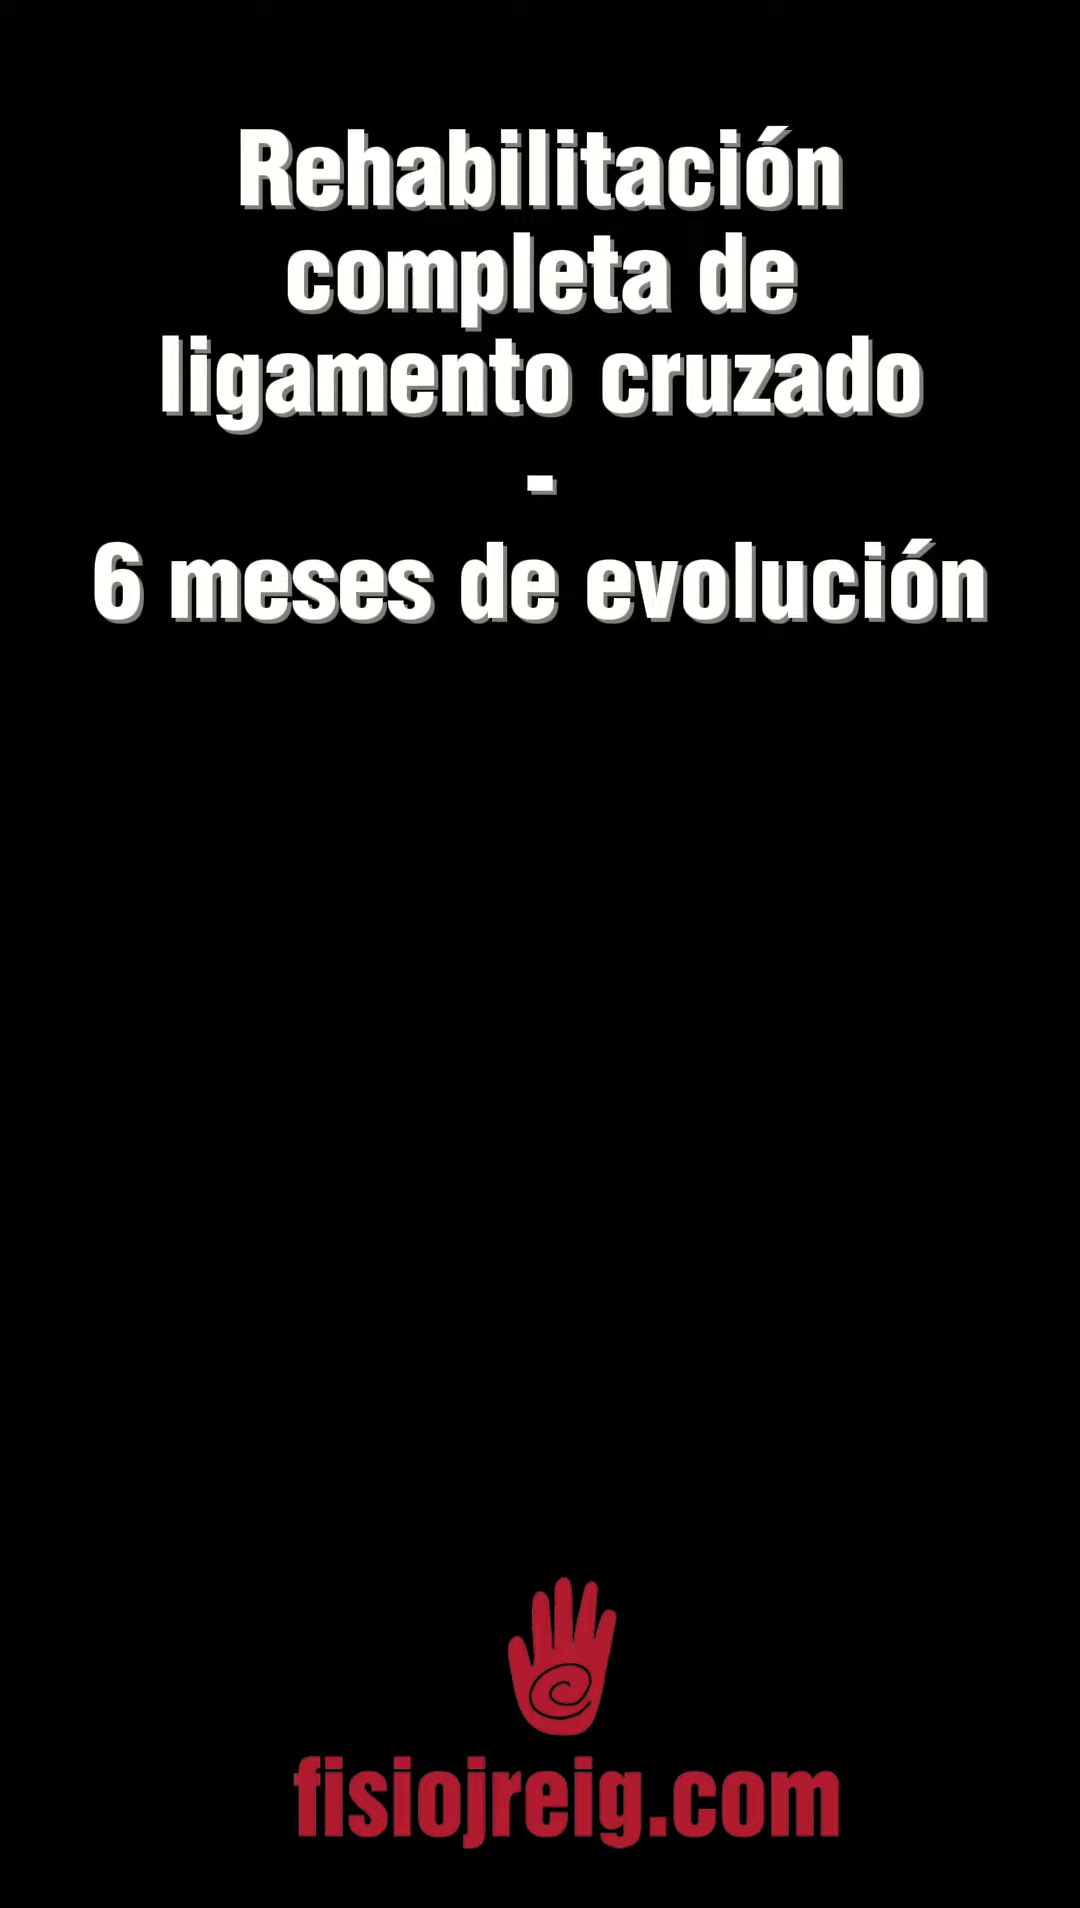 Rehabilitación
completa de
ligamento cruzado
-
6 meses de evolución
fisiojreig.com